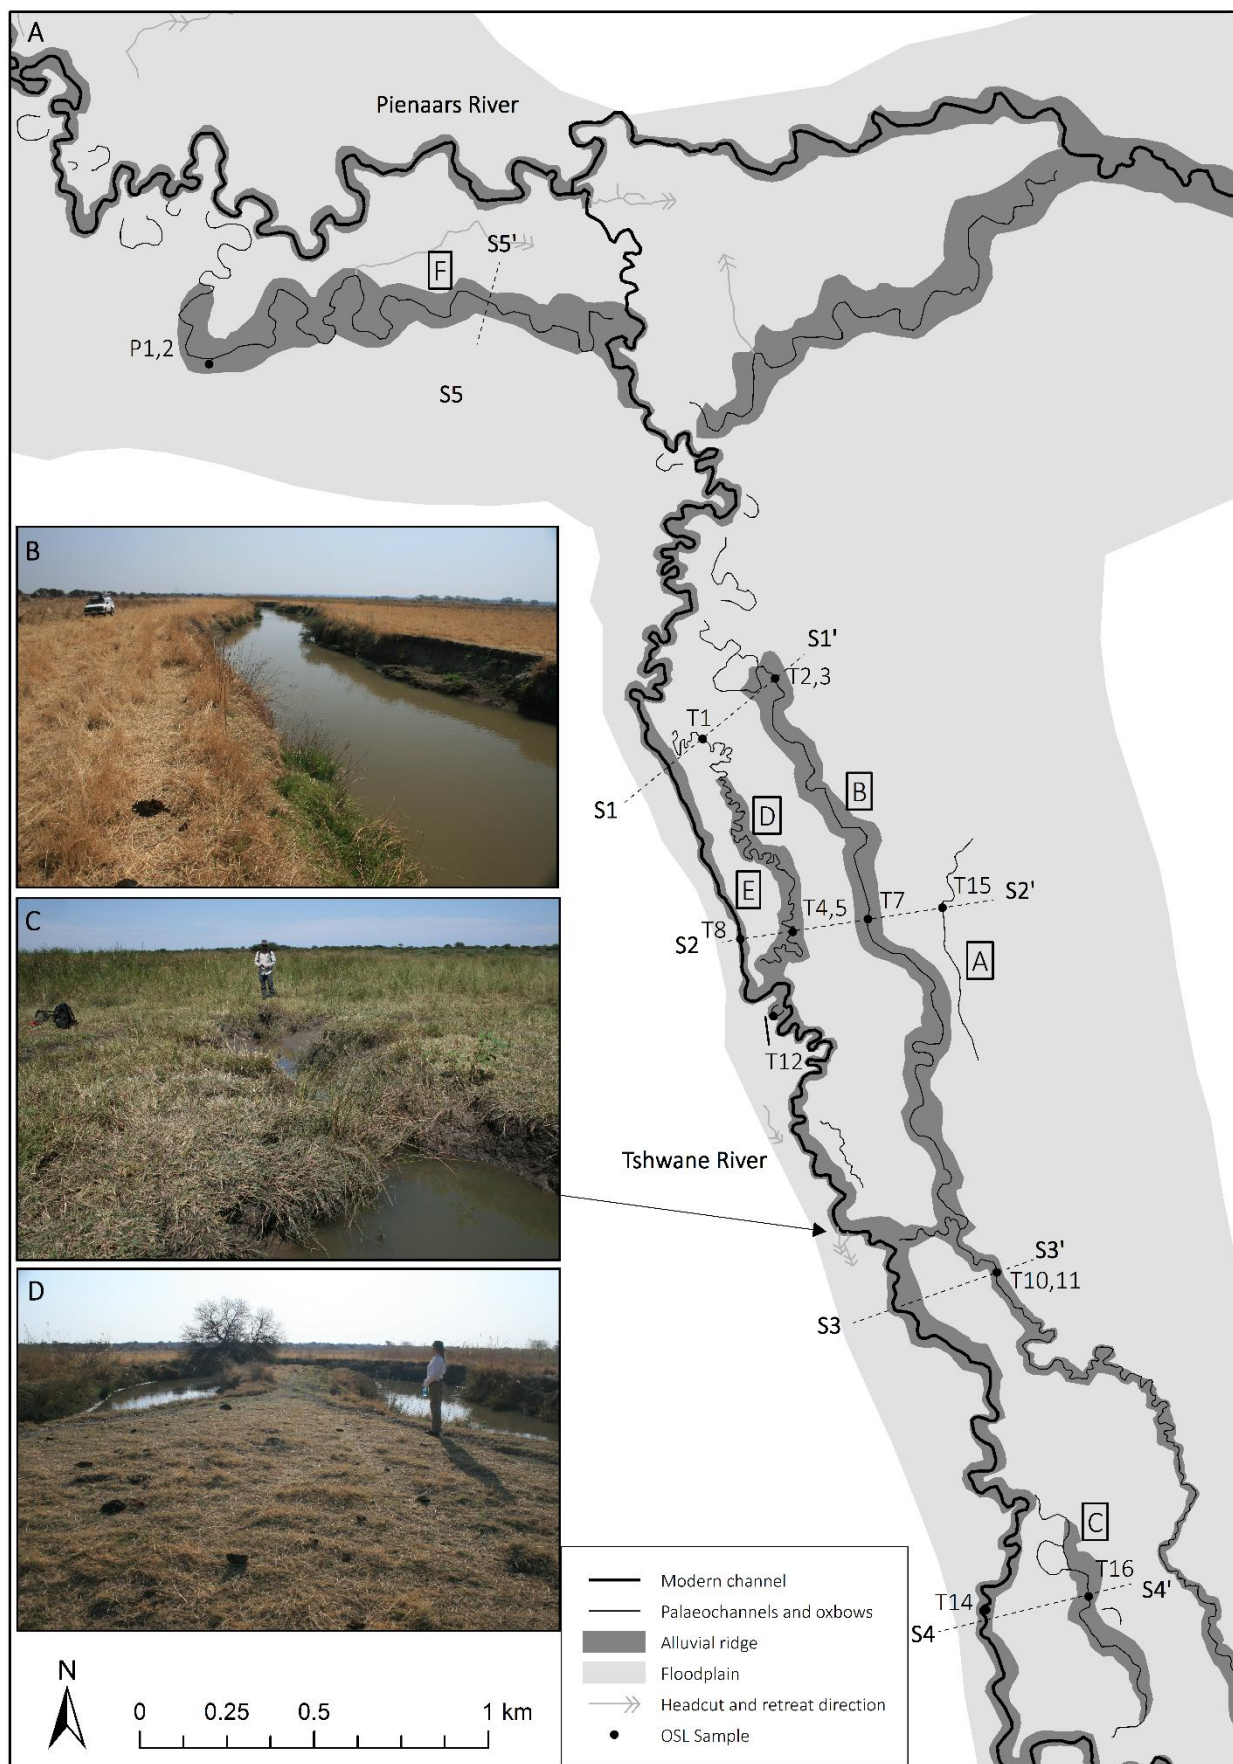 A
Pienaars River
S5'
F
P1,2
S5
B
S1'
T2,3
T1
S1
B
D
E
T15
S2'
T7
T4,5
T8
S2
A
C
T12
Tshwane River
S3'
T10,11
S3
D
C
T16
S4'
T14
S4
Modern channel
Palaeochannels and oxbows
Alluvial ridge
Floodplain
Headcut and retreat direction
OSL Sample
N
0 0.25 0.5 1 km